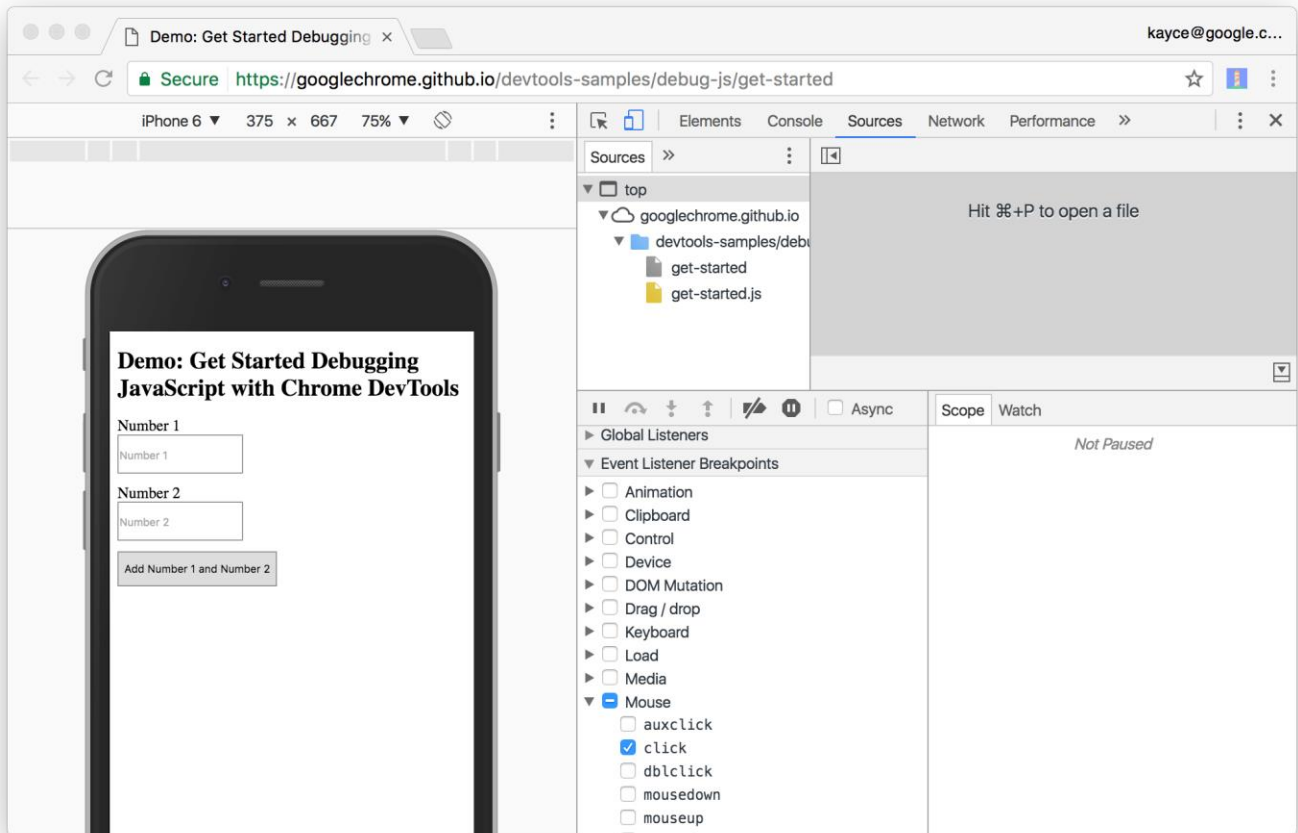 Demo: Get Started Debugging
kayce@google.c...
Secure https://googlechrome.github.io/devtools-samples/debug-js/get-started
iPhone 6 ▼ 375 × 667 75% ▼
Elements Console Sources Network Performance »
Sources »
top
googlechrome.github.io
devtools-samples/debu
get-started
get-started.js
Hit ⌘+P to open a file
Demo: Get Started Debugging
JavaScript with Chrome DevTools
Number 1
Number 1
Number 2
Number 2
Add Number 1 and Number 2
Async
Global Listeners
Event Listener Breakpoints
Animation
Clipboard
Control
Device
DOM Mutation
Drag / drop
Keyboard
Load
Media
Mouse
auxclick
click
dblclick
mousedown
mouseup
Scope Watch
Not Paused